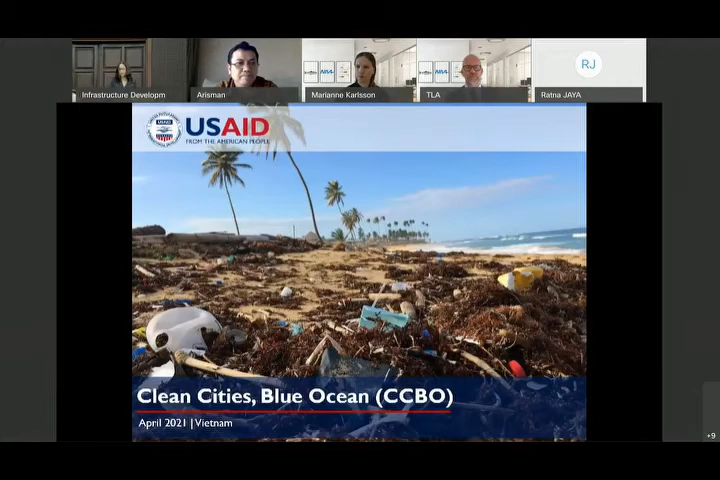 Infrastructure Developm
Arisman
Marianne Karlsson
TLA
RJ
Ratna JAYA
USAID
FROM THE AMERICAN PEOPLE
Clean Cities, Blue Ocean (CCBO)
April 2021 | Vietnam
+9